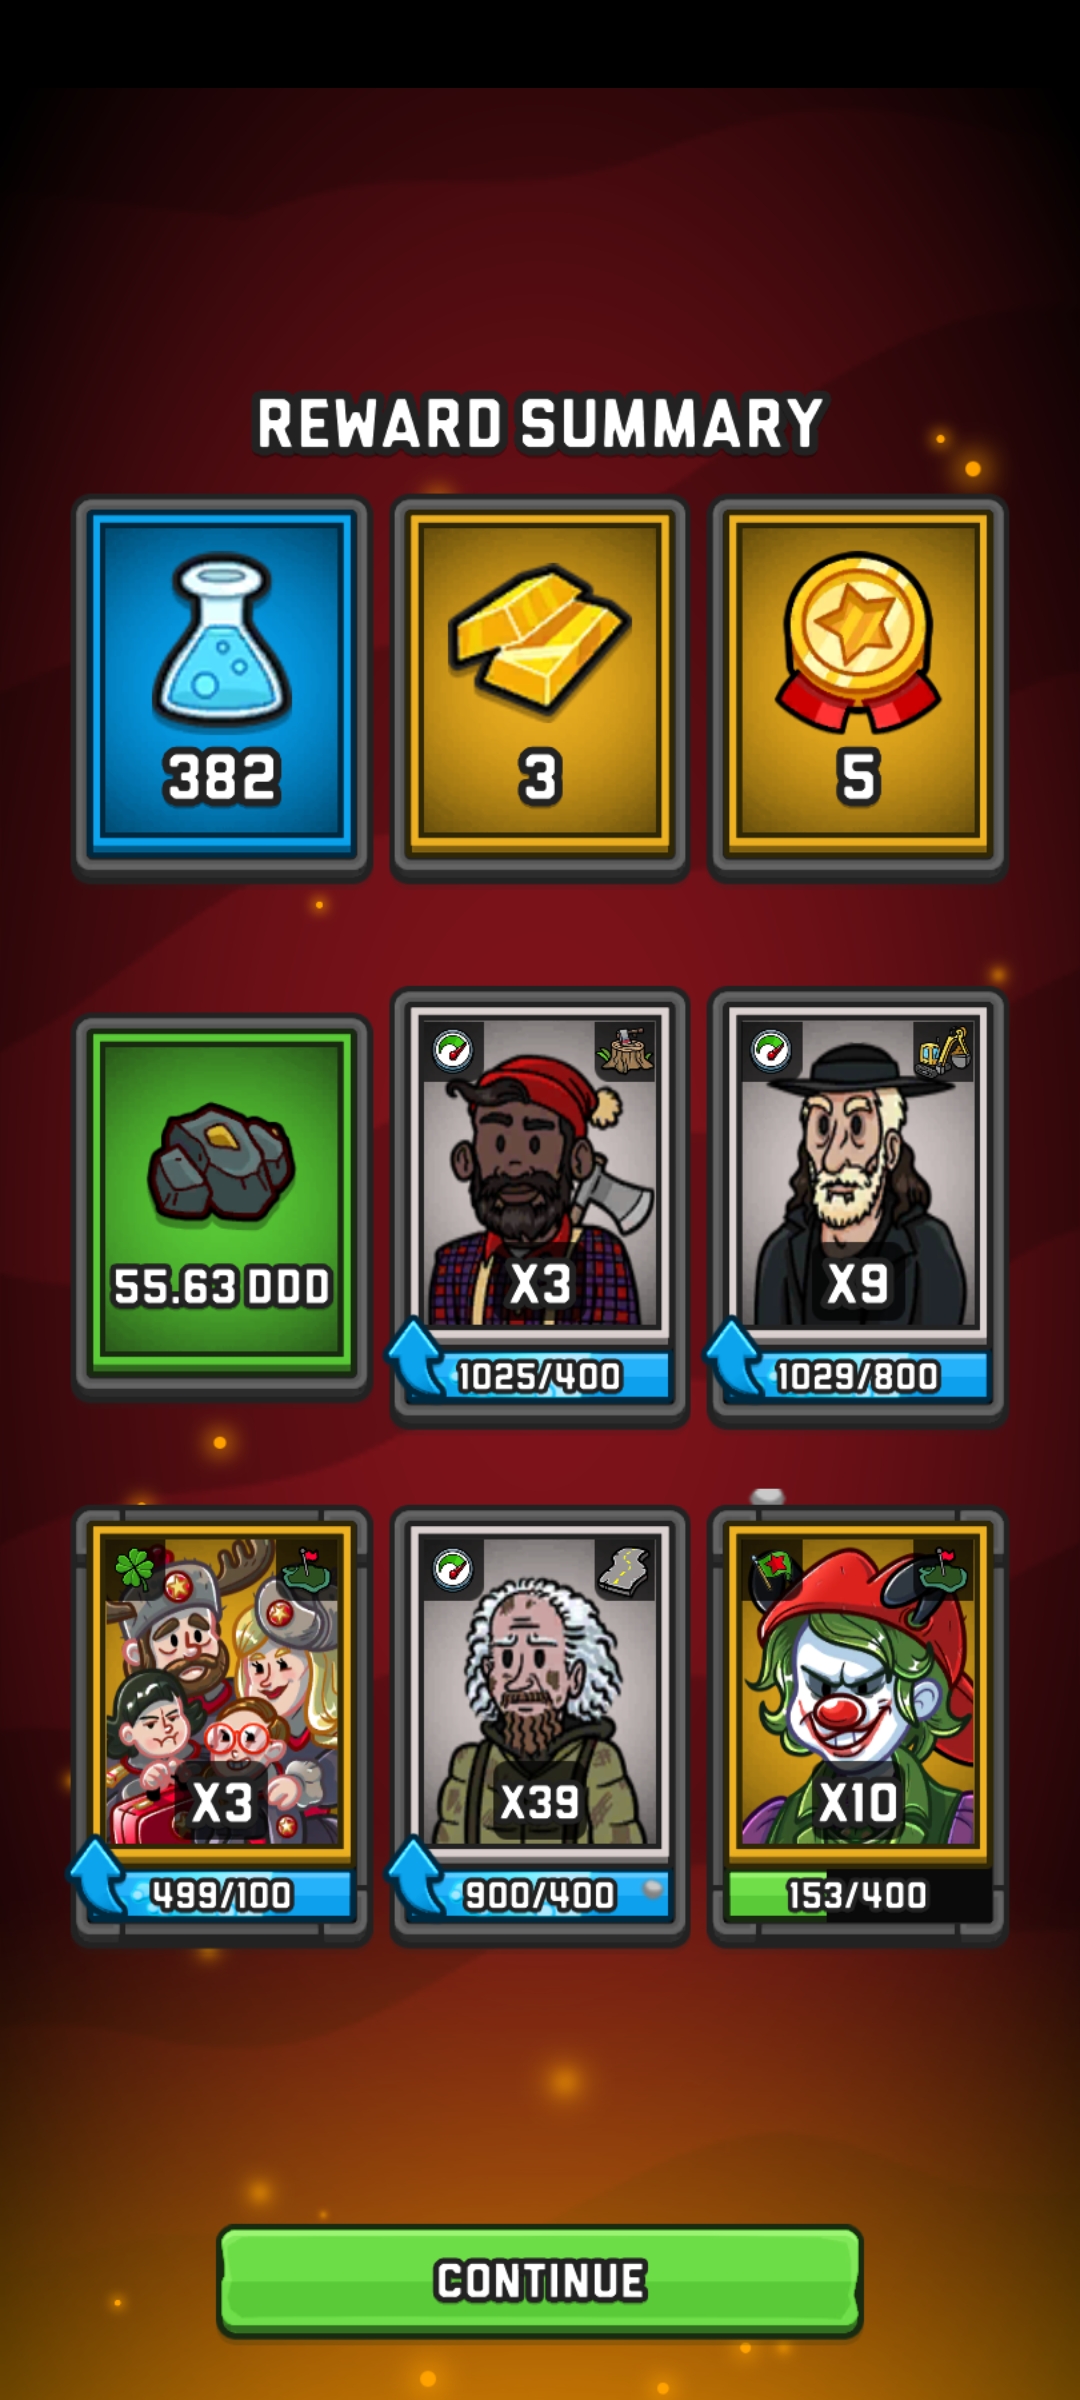 REWARD SUMMARY
382
3
5
55.63 DDD
X3
X9
1025/400
1029/800
X3
X39
X10
499/100
900/400
153/400
CONTINUE